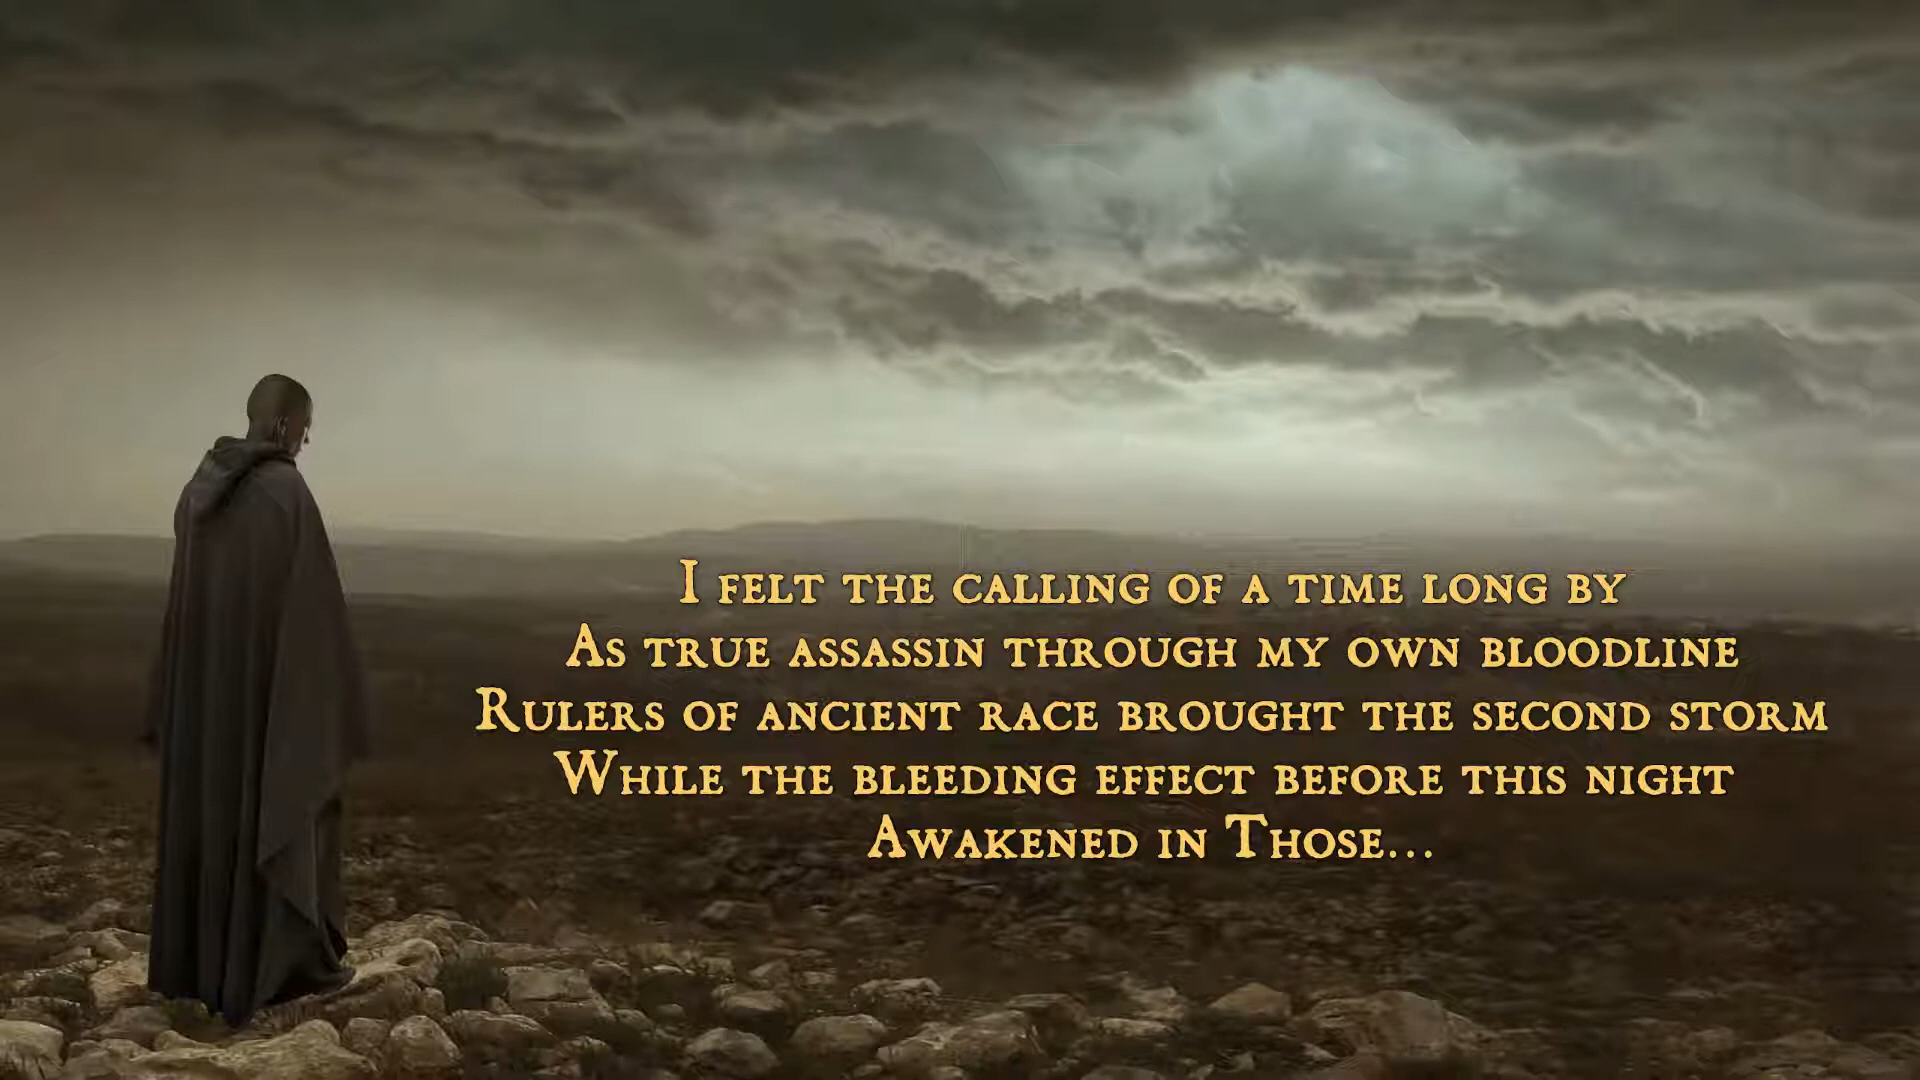 I felt the calling of a time long by
As true assassin through my own bloodline
Rulers of ancient race brought the second storm
While the bleeding effect before this night
Awakened in Those...